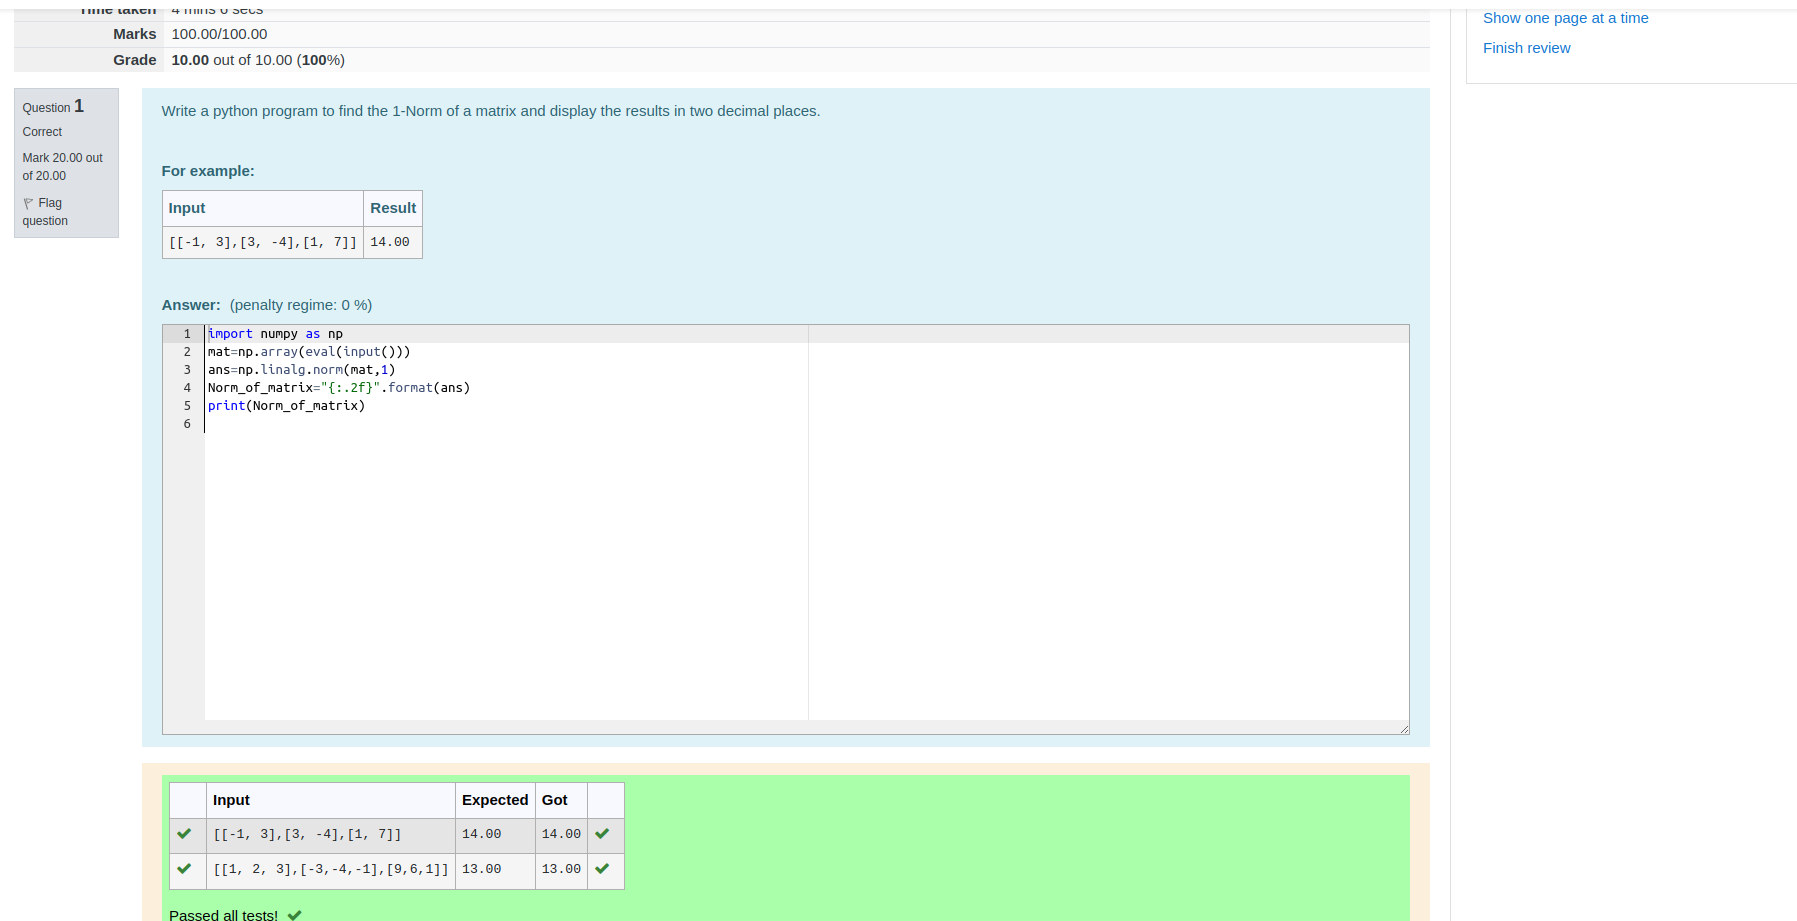 Time taken 4 mins 6 secs
Marks 100.00/100.00
Grade 10.00 out of 10.00 (100%)
Show one page at a time
Finish review
Question 1
Correct
Mark 20.00 out
of 20.00
Flag
question
Write a python program to find the 1-Norm of a matrix and display the results in two decimal places.
For example:
Input Result
[[-1, 3],[3, -4],[1, 7]] 14.00
Answer: (penalty regime: 0 %)
1 import numpy as np
2 mat=np.array(eval(input()))
3 ans=np.linalg.norm(mat,1)
4 Norm_of_matrix="{:.2f}".format(ans)
5 print(Norm_of_matrix)
6
Input Expected Got
[[-1, 3],[3, -4],[1, 7]] 14.00 14.00
[[1, 2, 3],[-3,-4,-1],[9,6,1]] 13.00 13.00
Passed all tests!